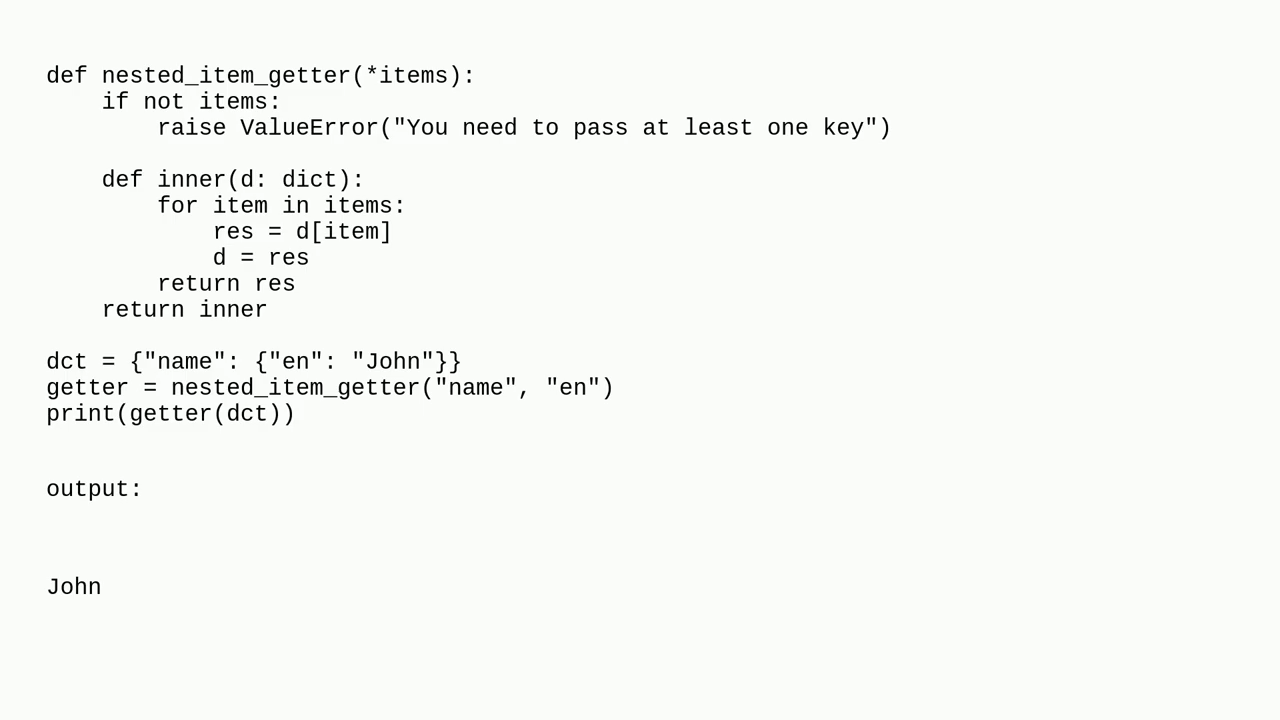 def nested_item_getter(*items):
    if not items:
        raise ValueError("You need to pass at least one key")
    def inner(d: dict):
        for item in items:
            res = d[item]
            d = res
        return res
    return inner
dct = {"name": {"en": "John"}}
getter = nested_item_getter("name", "en")
print(getter(dct))
output:
John